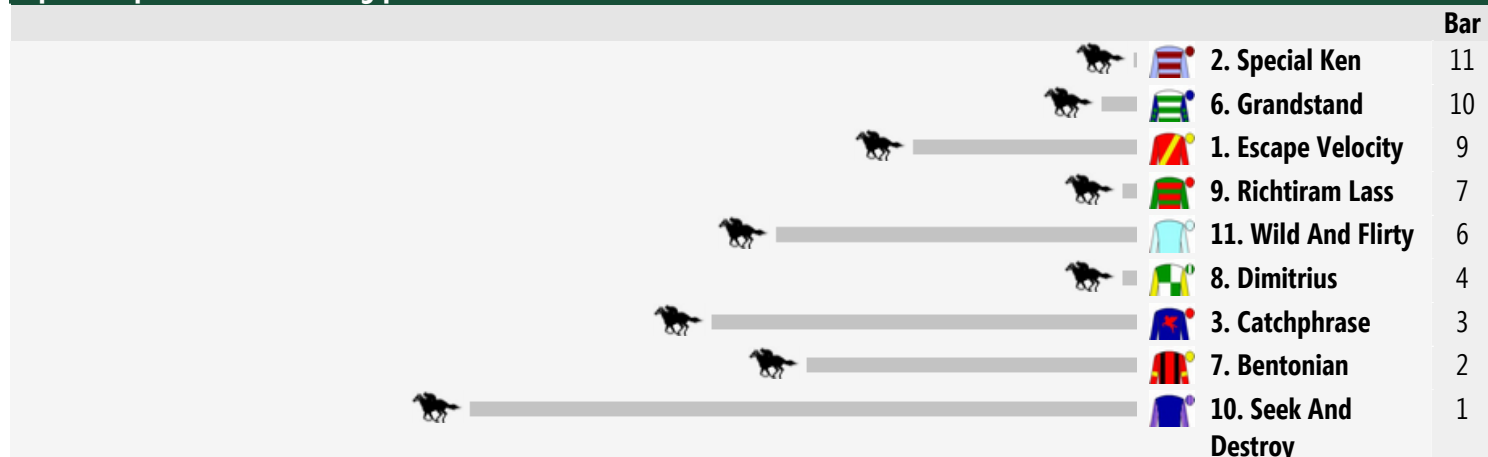 Bar
2. Special Ken 11
6. Grandstand 10
1. Escape Velocity 9
9. Richtiram Lass 7
11. Wild And Flirty 6
8. Dimitrius 4
3. Catchphrase 3
7. Bentonian 2
10. Seek And 1
Destroy